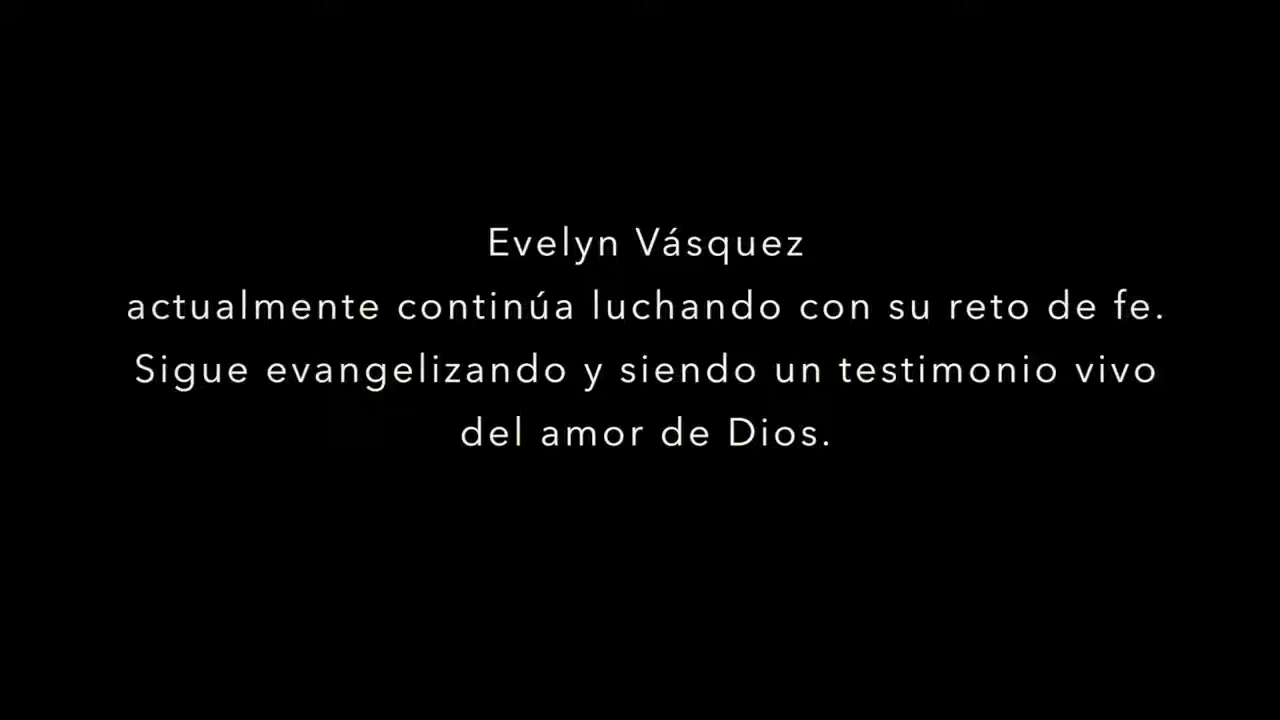 Evelyn Vásquez
actualmente continúa luchando con su reto de fe.
Sigue evangelizando y siendo un testimonio vivo
del amor de Dios.